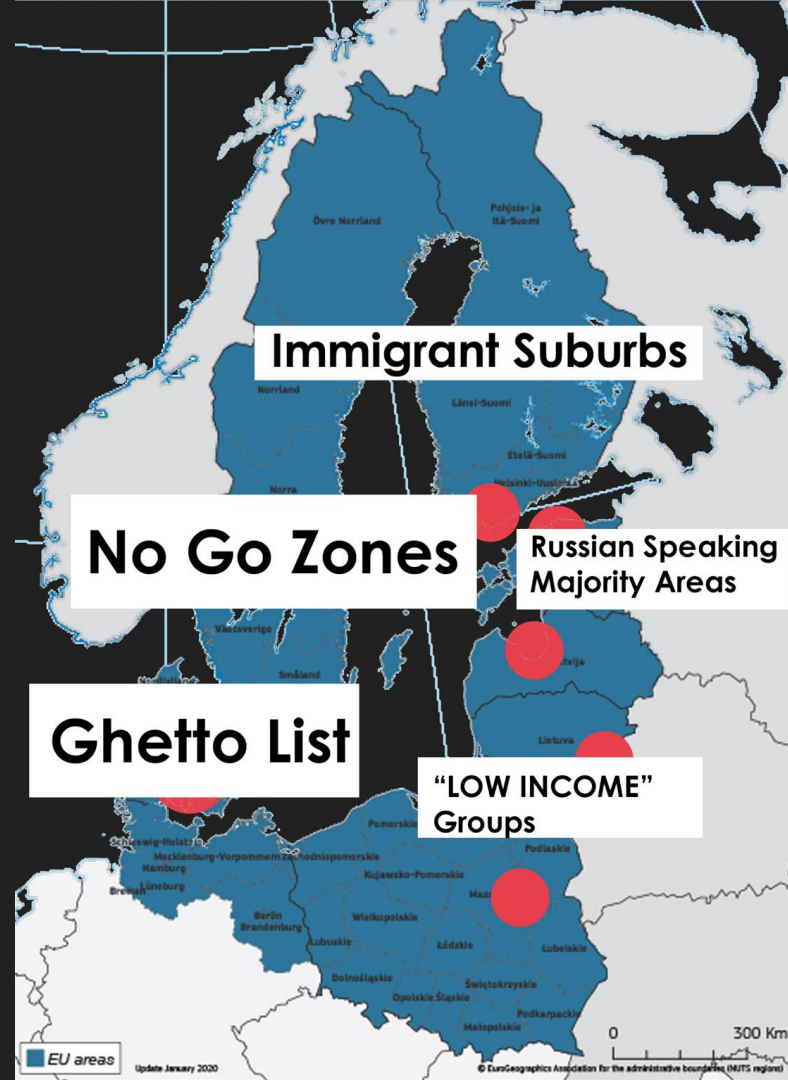 Övre Norrland
Pohjois- ja
Itä-Suomi
Immigrant Suburbs
Norrland
Länsi-Suomi
Etelä-Suomi
Norra
Helsinki-Uusimaa
No Go Zones
Russian Speaking
Majority Areas
Västsverige
Småland
Ghetto List
Lietuva
"LOW INCOME"
Groups
Pomorskie
Schleswig-Holstein
Mecklenburg-Vorpommern
Zachodniopomorskie
Podlaskie
Hamburg
Kujawsko-Pomorskie
Lüneburg
Bremen
Berlin
Brandenburg
Wielkopolskie
Lubuskie
Łódzkie
Lubelskie
Dolnośląskie
Świętokrzyskie
Opolskie Śląskie
Podkarpackie
Małopolskie
0 300 Km
EU areas
Update January 2020
© EuroGeographics Association for the administrative boundaries (NUTS regions)